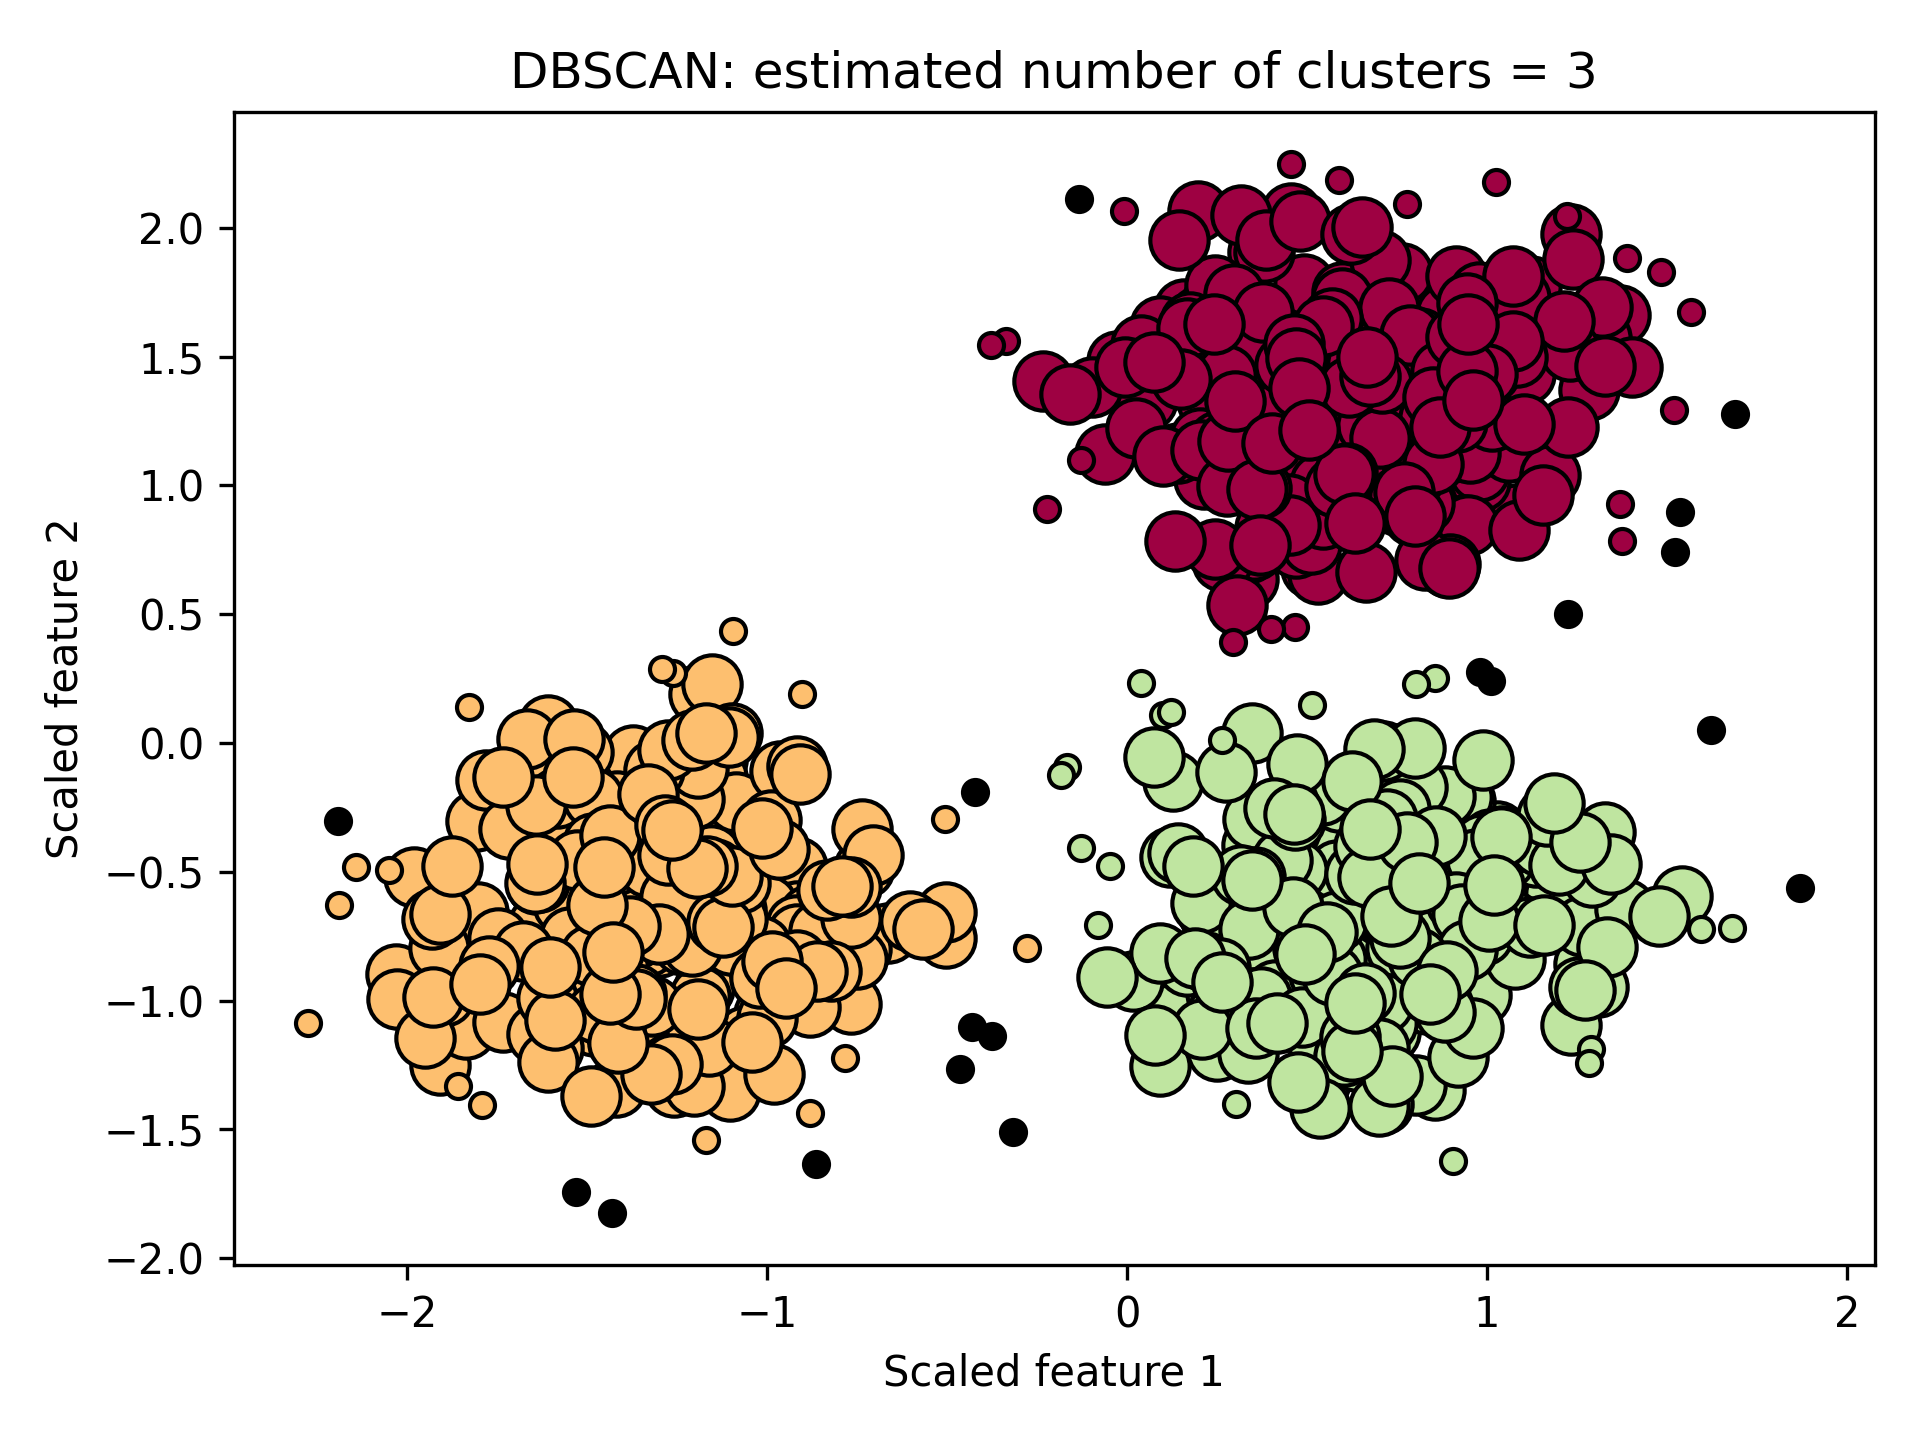 DBSCAN: estimated number of clusters = 3
2.0
1.5
1.0
0.5
0.0
−0.5
−1.0
−1.5
−2.0
Scaled feature 2
−2 −1 0 1 2
Scaled feature 1